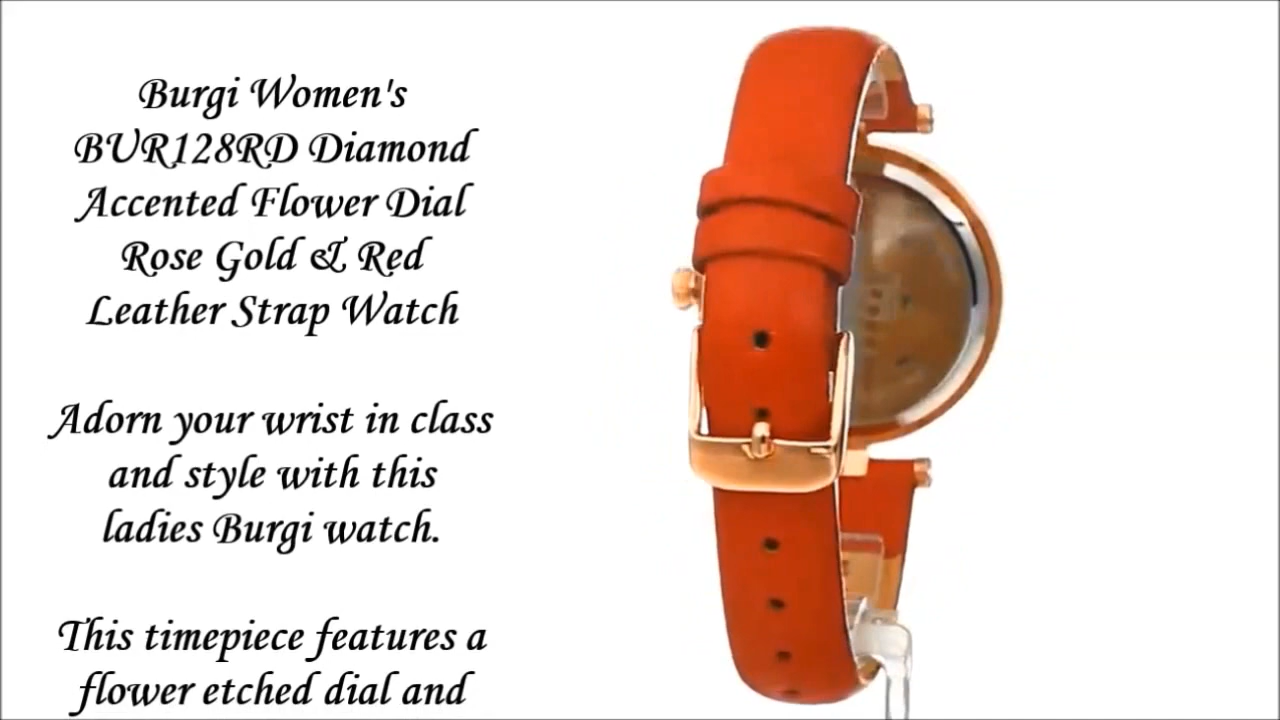 Burgi Women's
BUR128RD Diamond
Accented Flower Dial
Rose Gold & Red
Leather Strap Watch
Adorn your wrist in class
and style with this
ladies Burgi watch.
This timepiece features a
flower etched dial and